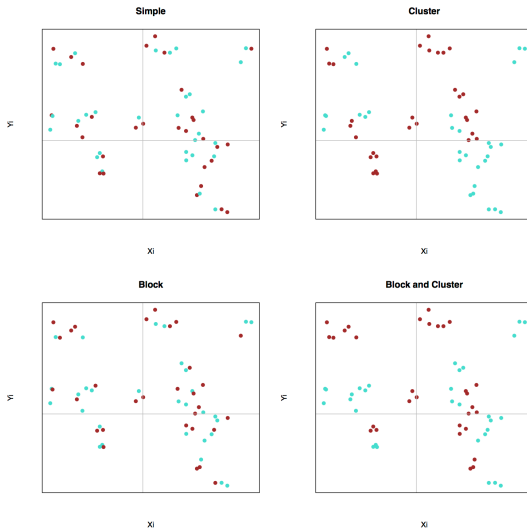 Simple
Cluster
Yi
Yi
Xi
Xi
Block
Block and Cluster
Yi
Yi
Xi
Xi